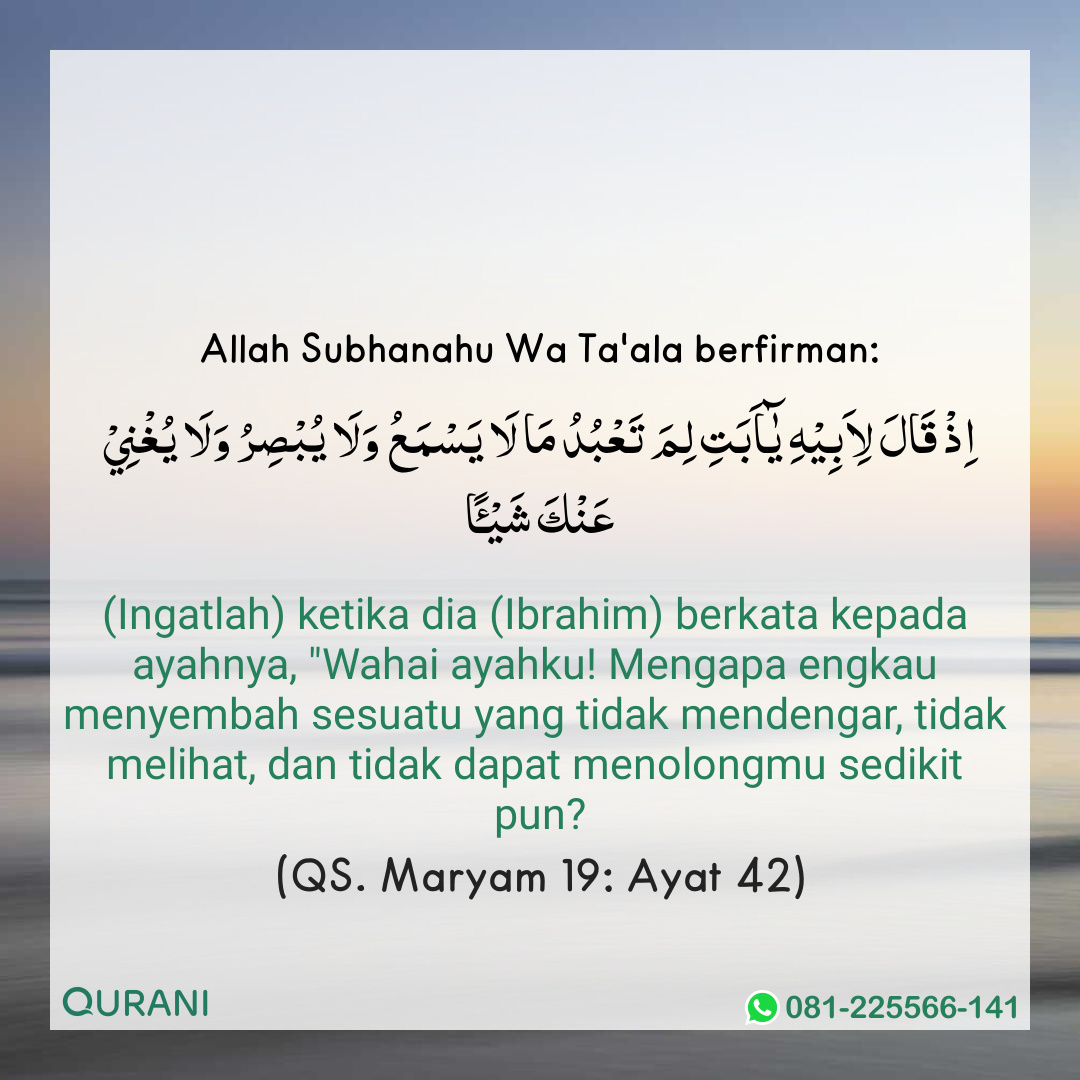 Allah Subhanahu Wa Ta'ala berfirman:
اِذْ قَالَ لِاَبِيْهِ يٰٓاَبَتِ لِمَ تَعْبُدُ مَا لَا يَسْمَعُ وَلَا يُبْصِرُ وَلَا يُغْنِيْ
عَنْكَ شَيْـًٔا
(Ingatlah) ketika dia (Ibrahim) berkata kepada
ayahnya, "Wahai ayahku! Mengapa engkau
menyembah sesuatu yang tidak mendengar, tidak
melihat, dan tidak dapat menolongmu sedikit
pun?
(QS. Maryam 19: Ayat 42)
QURANI
081-225566-141